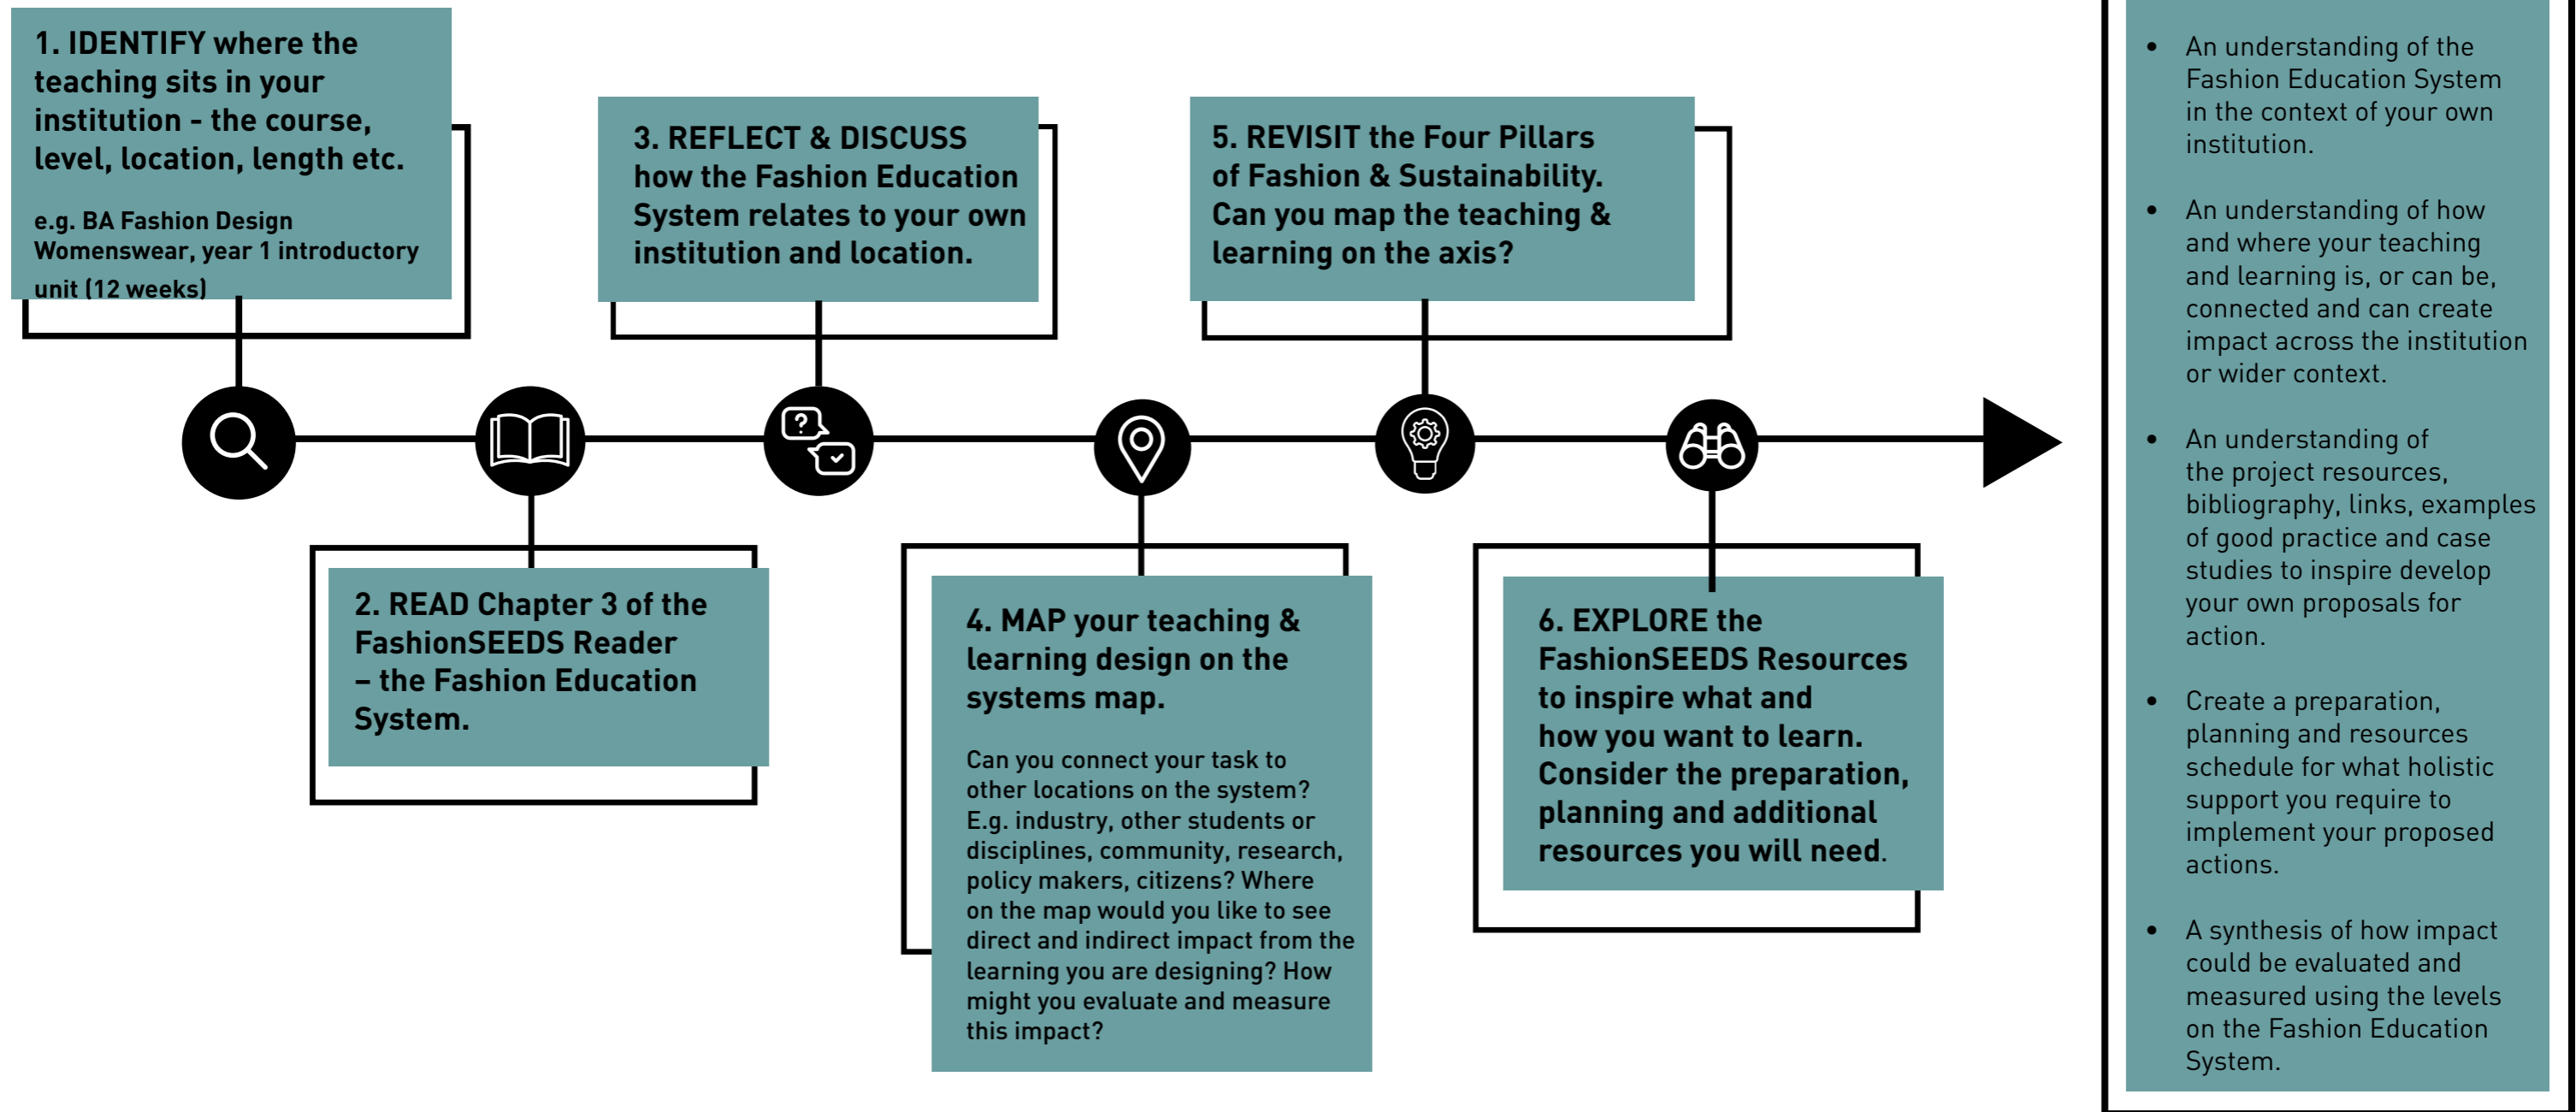 1. IDENTIFY where the
teaching sits in your
institution - the course,
level, location, length etc.
e.g. BA Fashion Design
Womenswear, year 1 introductory
unit (12 weeks)
2. READ Chapter 3 of the
FashionSEEDS Reader
– the Fashion Education
System.
3. REFLECT & DISCUSS
how the Fashion Education
System relates to your own
institution and location.
4. MAP your teaching &
learning design on the
systems map.
Can you connect your task to
other locations on the system?
E.g. industry, other students or
disciplines, community, research,
policy makers, citizens? Where
on the map would you like to see
direct and indirect impact from the
learning you are designing? How
might you evaluate and measure
this impact?
5. REVISIT the Four Pillars
of Fashion & Sustainability.
Can you map the teaching &
learning on the axis?
6. EXPLORE the
FashionSEEDS Resources
to inspire what and
how you want to learn.
Consider the preparation,
planning and additional
resources you will need.
• An understanding of the
Fashion Education System
in the context of your own
institution.
• An understanding of how
and where your teaching
and learning is, or can be,
connected and can create
impact across the institution
or wider context.
• An understanding of
the project resources,
bibliography, links, examples
of good practice and case
studies to inspire develop
your own proposals for
action.
• Create a preparation,
planning and resources
schedule for what holistic
support you require to
implement your proposed
actions.
• A synthesis of how impact
could be evaluated and
measured using the levels
on the Fashion Education
System.